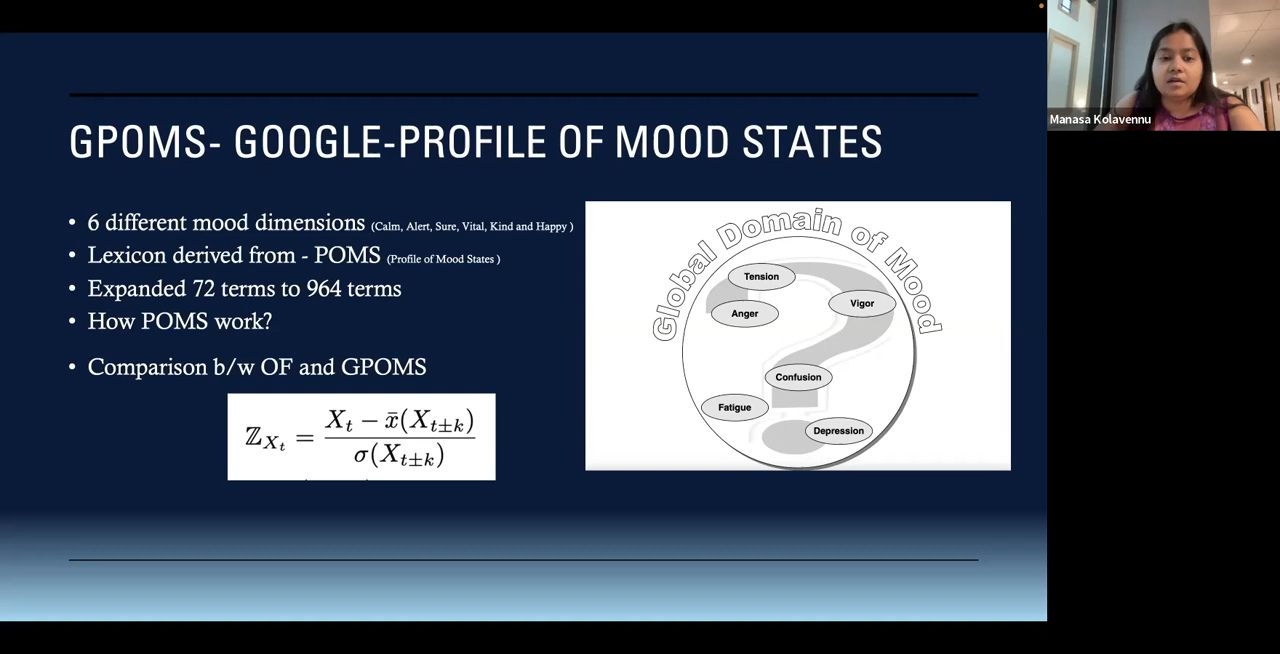 GPOMS- GOOGLE-PROFILE OF MOOD STATES
• 6 different mood dimensions (Calm, Alert, Sure, Vital, Kind and Happy )
• Lexicon derived from - POMS (Profile of Mood States )
• Expanded 72 terms to 964 terms
• How POMS work?
• Comparison b/w OF and GPOMS
ℤ_{X_t} = \frac{X_t − x̄(X_{t±k})}{σ(X_{t±k})}
Global Domain of Mood
Tension
Anger
Vigor
?
Confusion
Fatigue
Depression
Manasa Kolavennu